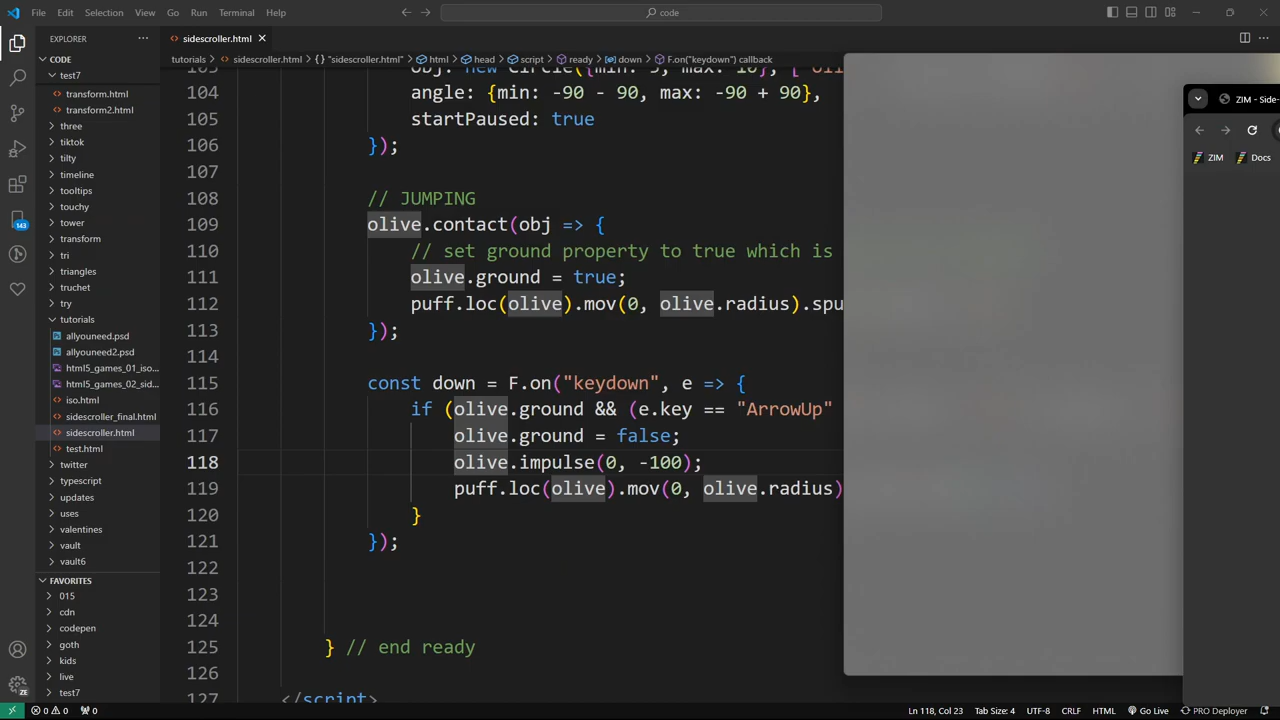 File Edit Selection View Go Run Terminal Help
code
EXPLORER
sidescroller.html
CODE
tutorials > sidescroller.html > {} "sidescroller.html" > html > head > script > ready > down > F.on("keydown") callback
test7
transform.html
transform2.html
three
tiktok
tilty
timeline
tooltips
touchy
tower
transform
tri
triangles
truchet
try
tutorials
allyouneed.psd
allyouneed2.psd
html5_games_01_iso...
html5_games_02_sid...
iso.html
sidescroller_final.html
sidescroller.html
test.html
twitter
typescript
updates
uses
valentines
vault
vault6
FAVORITES
015
cdn
codepen
goth
kids
live
test7
143
104 angle: {min: -90 - 90, max: -90 + 90},
105 startPaused: true
106 });
107
108 // JUMPING
109 olive.contact(obj => {
110 // set ground property to true which is
111 olive.ground = true;
112 puff.loc(olive).mov(0, olive.radius).spu
113 });
114
115 const down = F.on("keydown", e => {
116 if (olive.ground && (e.key == "ArrowUp"
117 olive.ground = false;
118 olive.impulse(0, -100);
119 puff.loc(olive).mov(0, olive.radius)
120 }
121 });
122
123
124
125 } // end ready
126
127 </script>
ZIM - Side-
ZIM Docs
0 0 0
Ln 118, Col 23 Tab Size: 4 UTF-8 CRLF HTML Go Live PRO Deployer